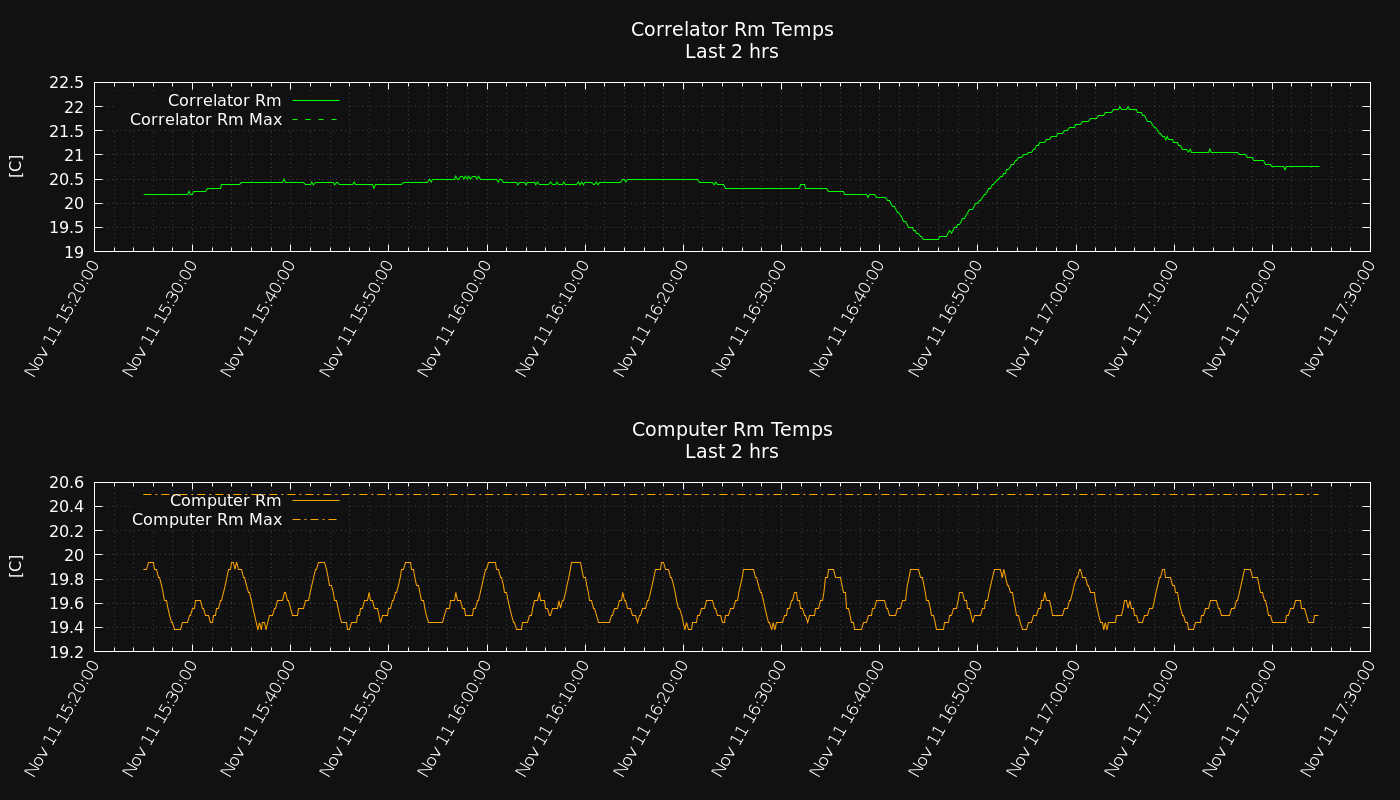 Correlator Rm Temps
Last 2 hrs
22.5
22
21.5
21
20.5
20
19.5
19
[C]
Correlator Rm
Correlator Rm Max
Nov 11 15:20:00
Nov 11 15:30:00
Nov 11 15:40:00
Nov 11 15:50:00
Nov 11 16:00:00
Nov 11 16:10:00
Nov 11 16:20:00
Nov 11 16:30:00
Nov 11 16:40:00
Nov 11 16:50:00
Nov 11 17:00:00
Nov 11 17:10:00
Nov 11 17:20:00
Nov 11 17:30:00
Computer Rm Temps
Last 2 hrs
20.6
20.4
20.2
20
19.8
19.6
19.4
19.2
[C]
Computer Rm
Computer Rm Max
Nov 11 15:20:00
Nov 11 15:30:00
Nov 11 15:40:00
Nov 11 15:50:00
Nov 11 16:00:00
Nov 11 16:10:00
Nov 11 16:20:00
Nov 11 16:30:00
Nov 11 16:40:00
Nov 11 16:50:00
Nov 11 17:00:00
Nov 11 17:10:00
Nov 11 17:20:00
Nov 11 17:30:00